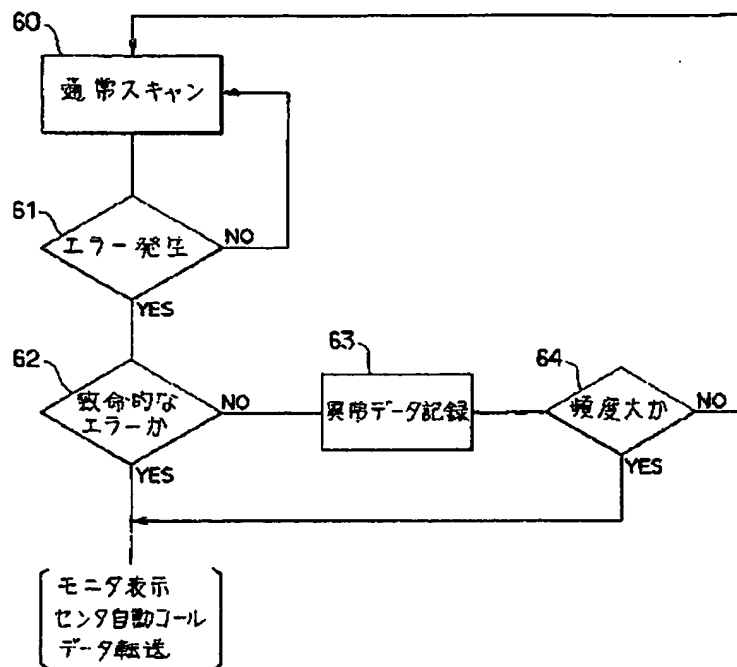 60
通常スキャン
61
エラー発生
NO
YES
62
致命的な
エラーか
NO
63
異常データ記録
64
頻度大か
NO
YES
YES
モニタ表示
センタ自動コール
データ転送